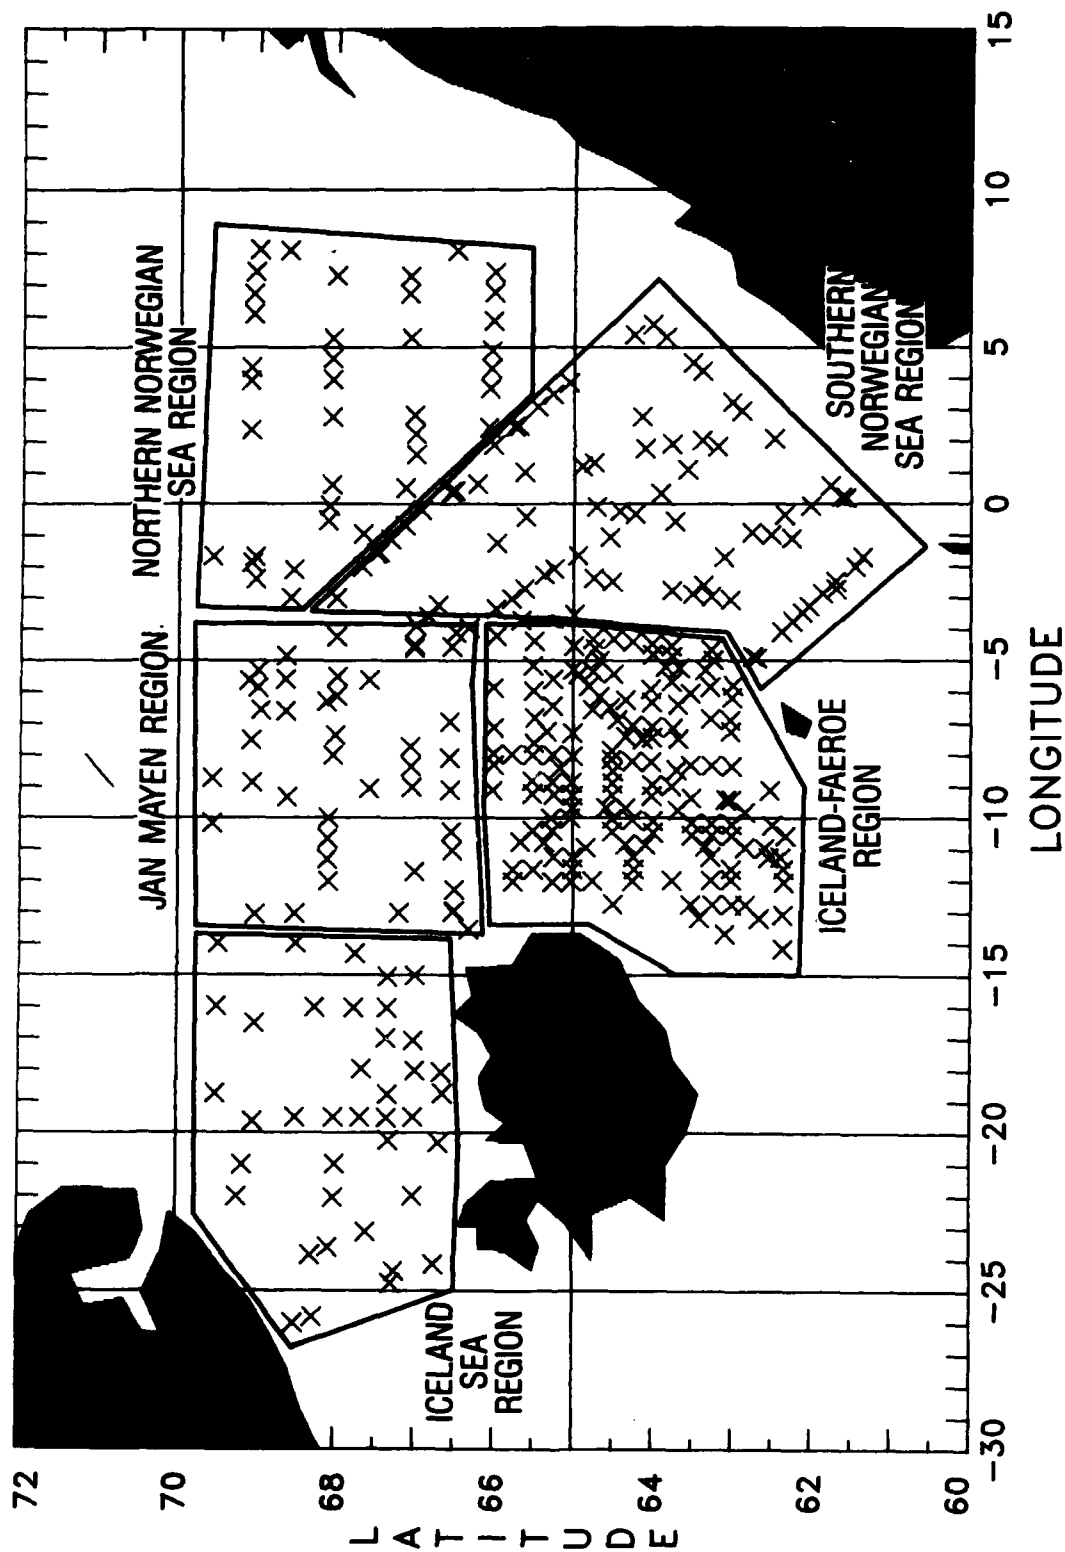 NORTHERN NORWEGIAN
SEA REGION
JAN MAYEN REGION
ICELAND
SEA
REGION
ICELAND-FAEROE
REGION
SOUTHERN
NORWEGIAN
SEA REGION
LATITUDE
72
70
68
66
64
62
60
-30
-25
-20
-15
-10
-5
0
5
10
15
LONGITUDE